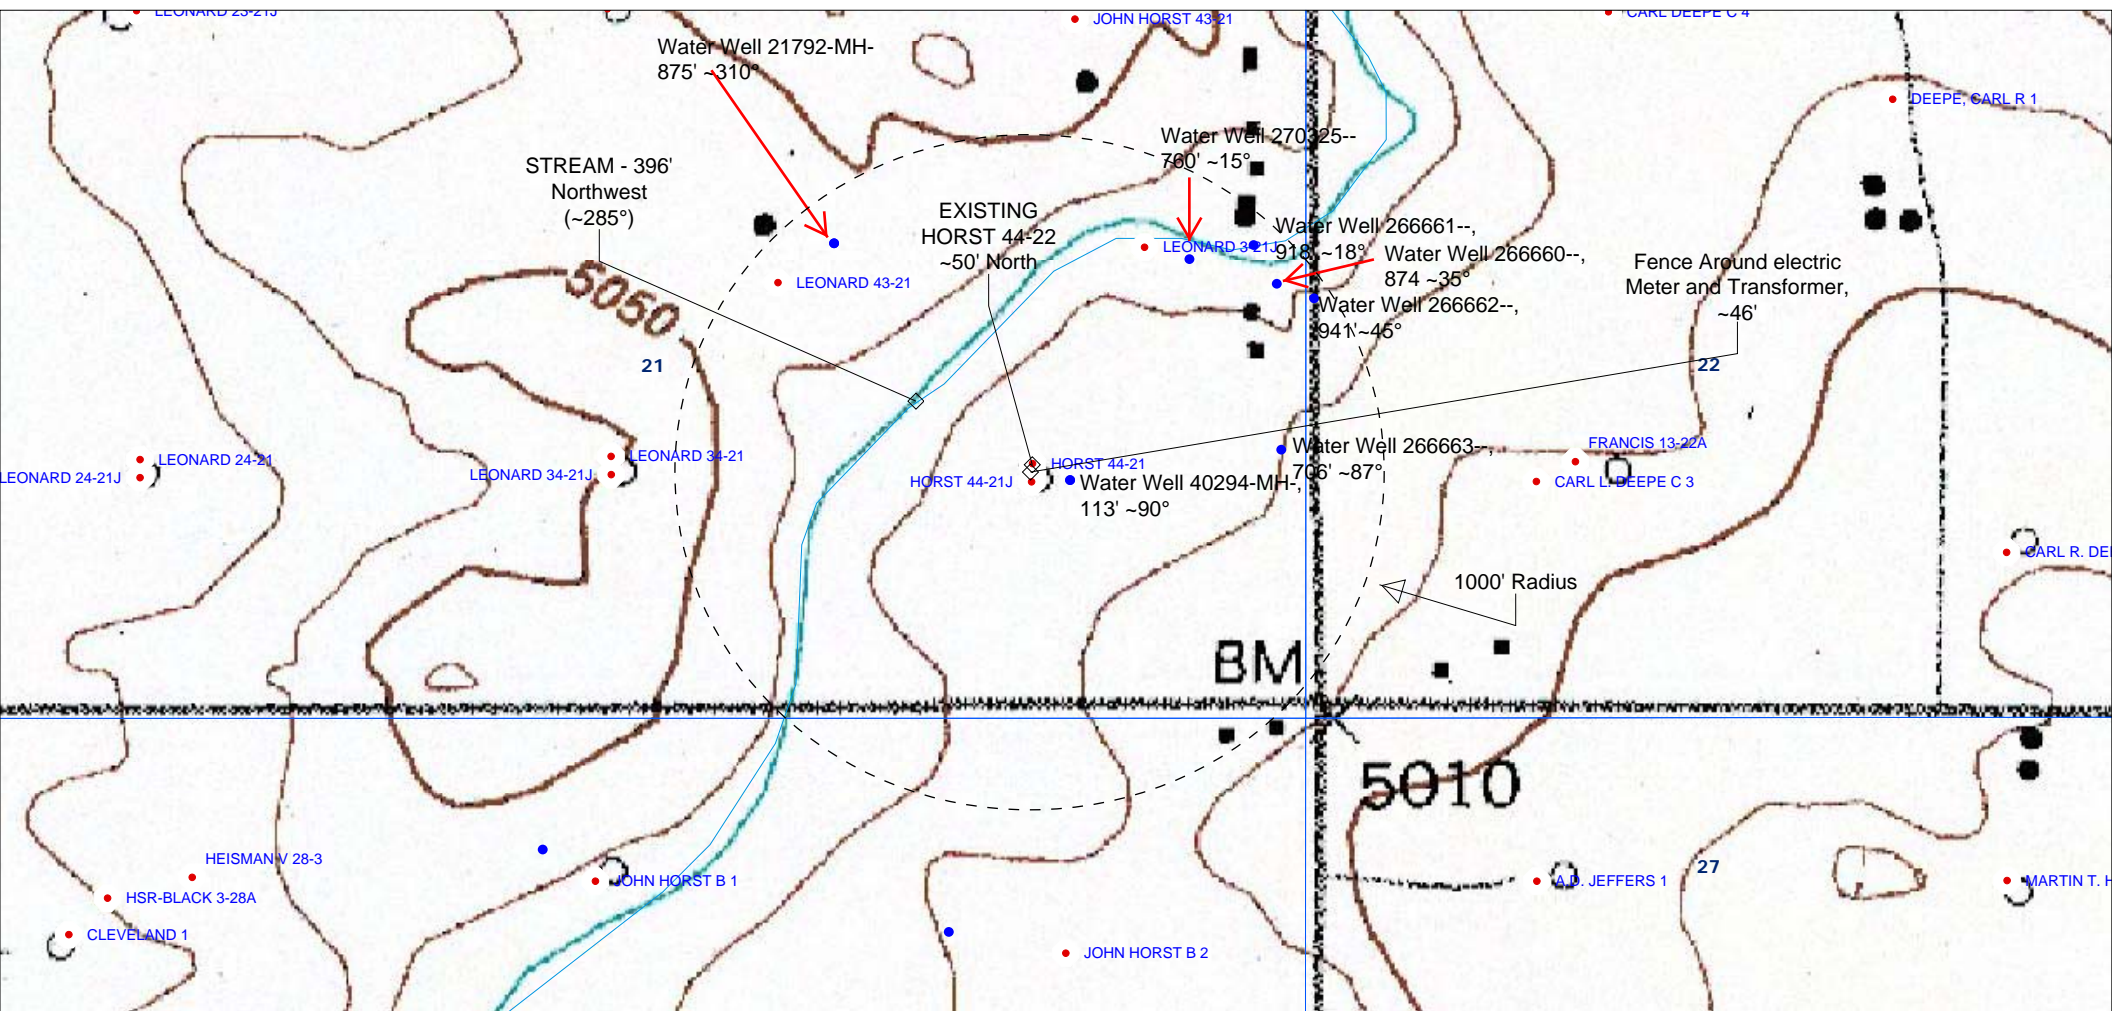 LEONARD 23-21J
JOHN HORST 43-21
CARL DEEPE C 4
Water Well 21792-MH-
875' ~310°
DEEPE, CARL R 1
Water Well 270325--
760' ~15°
STREAM - 396'
Northwest
(~285°)
EXISTING
HORST 44-22
~50' North
Water Well 266661--,
918' ~18°
LEONARD 3-21J
Water Well 266660--,
874 ~35°
Fence Around electric
Meter and Transformer,
~46'
LEONARD 43-21
5050
Water Well 266662--,
941'~45°
21
22
Water Well 266663--,
706' ~87°
FRANCIS 13-22A
LEONARD 24-21
LEONARD 24-21J
LEONARD 34-21
LEONARD 34-21J
HORST 44-21
HORST 44-21J
Water Well 40294-MH-,
113' ~90°
CARL L. DEEPE C 3
CARL R. DE
1000' Radius
BM
5010
HEISMAN V 28-3
HSR-BLACK 3-28A
CLEVELAND 1
JOHN HORST B 1
A.D. JEFFERS 1
27
MARTIN T. H
JOHN HORST B 2